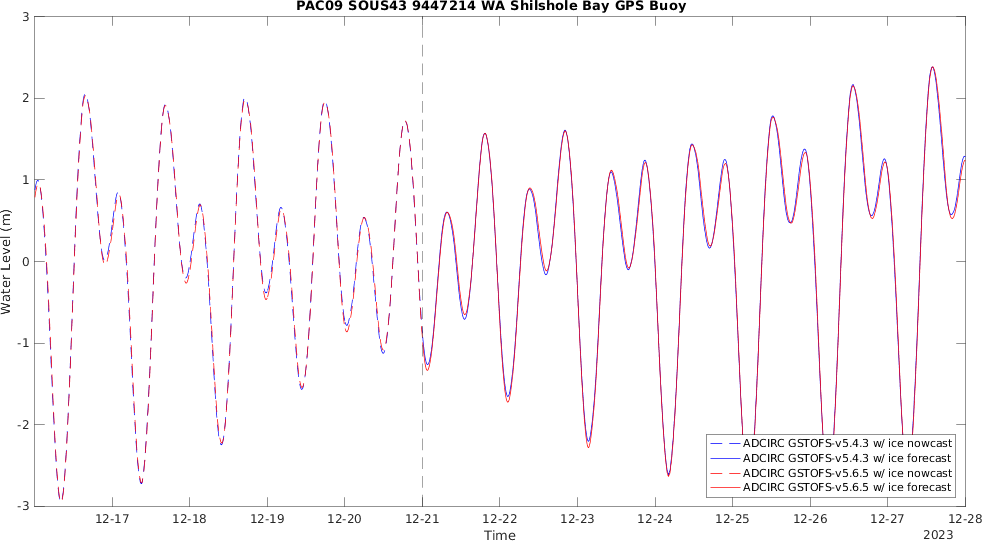 PAC09 SOUS43 9447214 WA Shilshole Bay GPS Buoy
3
2
1
0
-1
-2
-3
Water Level (m)
12-17
12-18
12-19
12-20
12-21
12-22
12-23
12-24
12-25
12-26
12-27
12-28
Time
2023
ADCIRC GSTOFS-v5.4.3 w/ ice nowcast
ADCIRC GSTOFS-v5.4.3 w/ ice forecast
ADCIRC GSTOFS-v5.6.5 w/ ice nowcast
ADCIRC GSTOFS-v5.6.5 w/ ice forecast